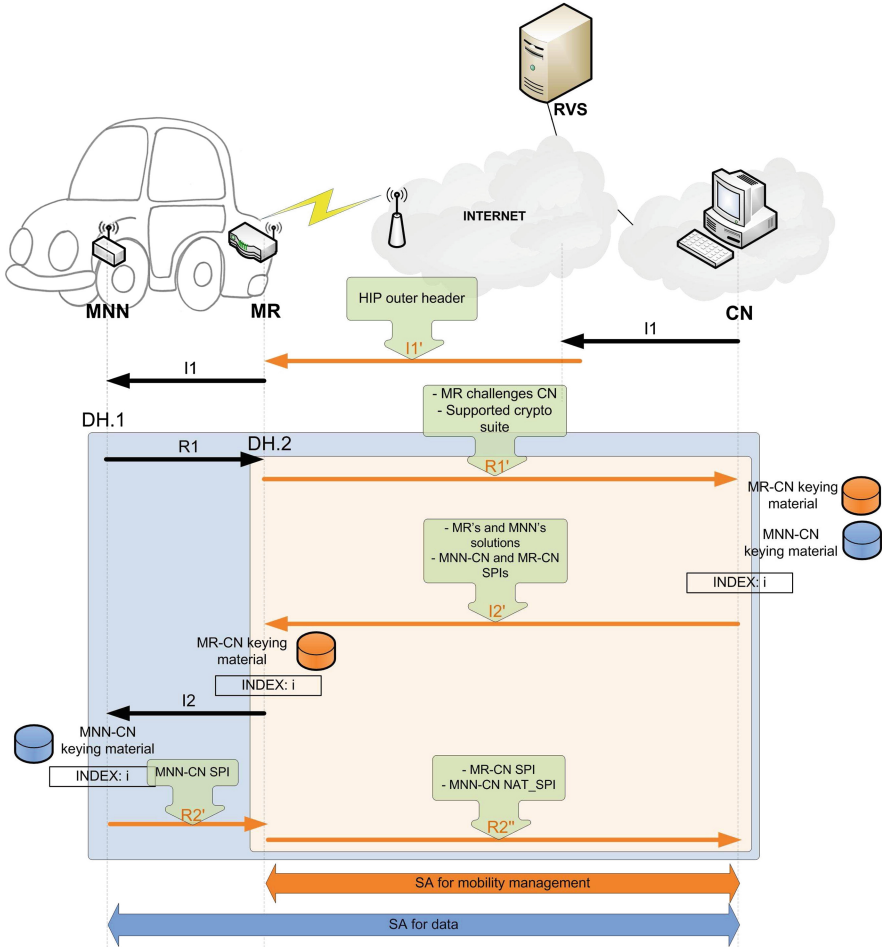 RVS
INTERNET
MNN
MR
CN
HIP outer header
I1
I1'
I1
- MR challenges CN
- Supported crypto
suite
DH.1
R1
DH.2
R1'
MR-CN keying
material
MNN-CN
keying material
INDEX: i
- MR's and MNN's
solutions
- MNN-CN and MR-CN
SPIs
I2'
MR-CN keying
material
INDEX: i
I2
MNN-CN
keying material
INDEX: i
MNN-CN SPI
R2'
- MR-CN SPI
- MNN-CN NAT_SPI
R2"
SA for mobility management
SA for data